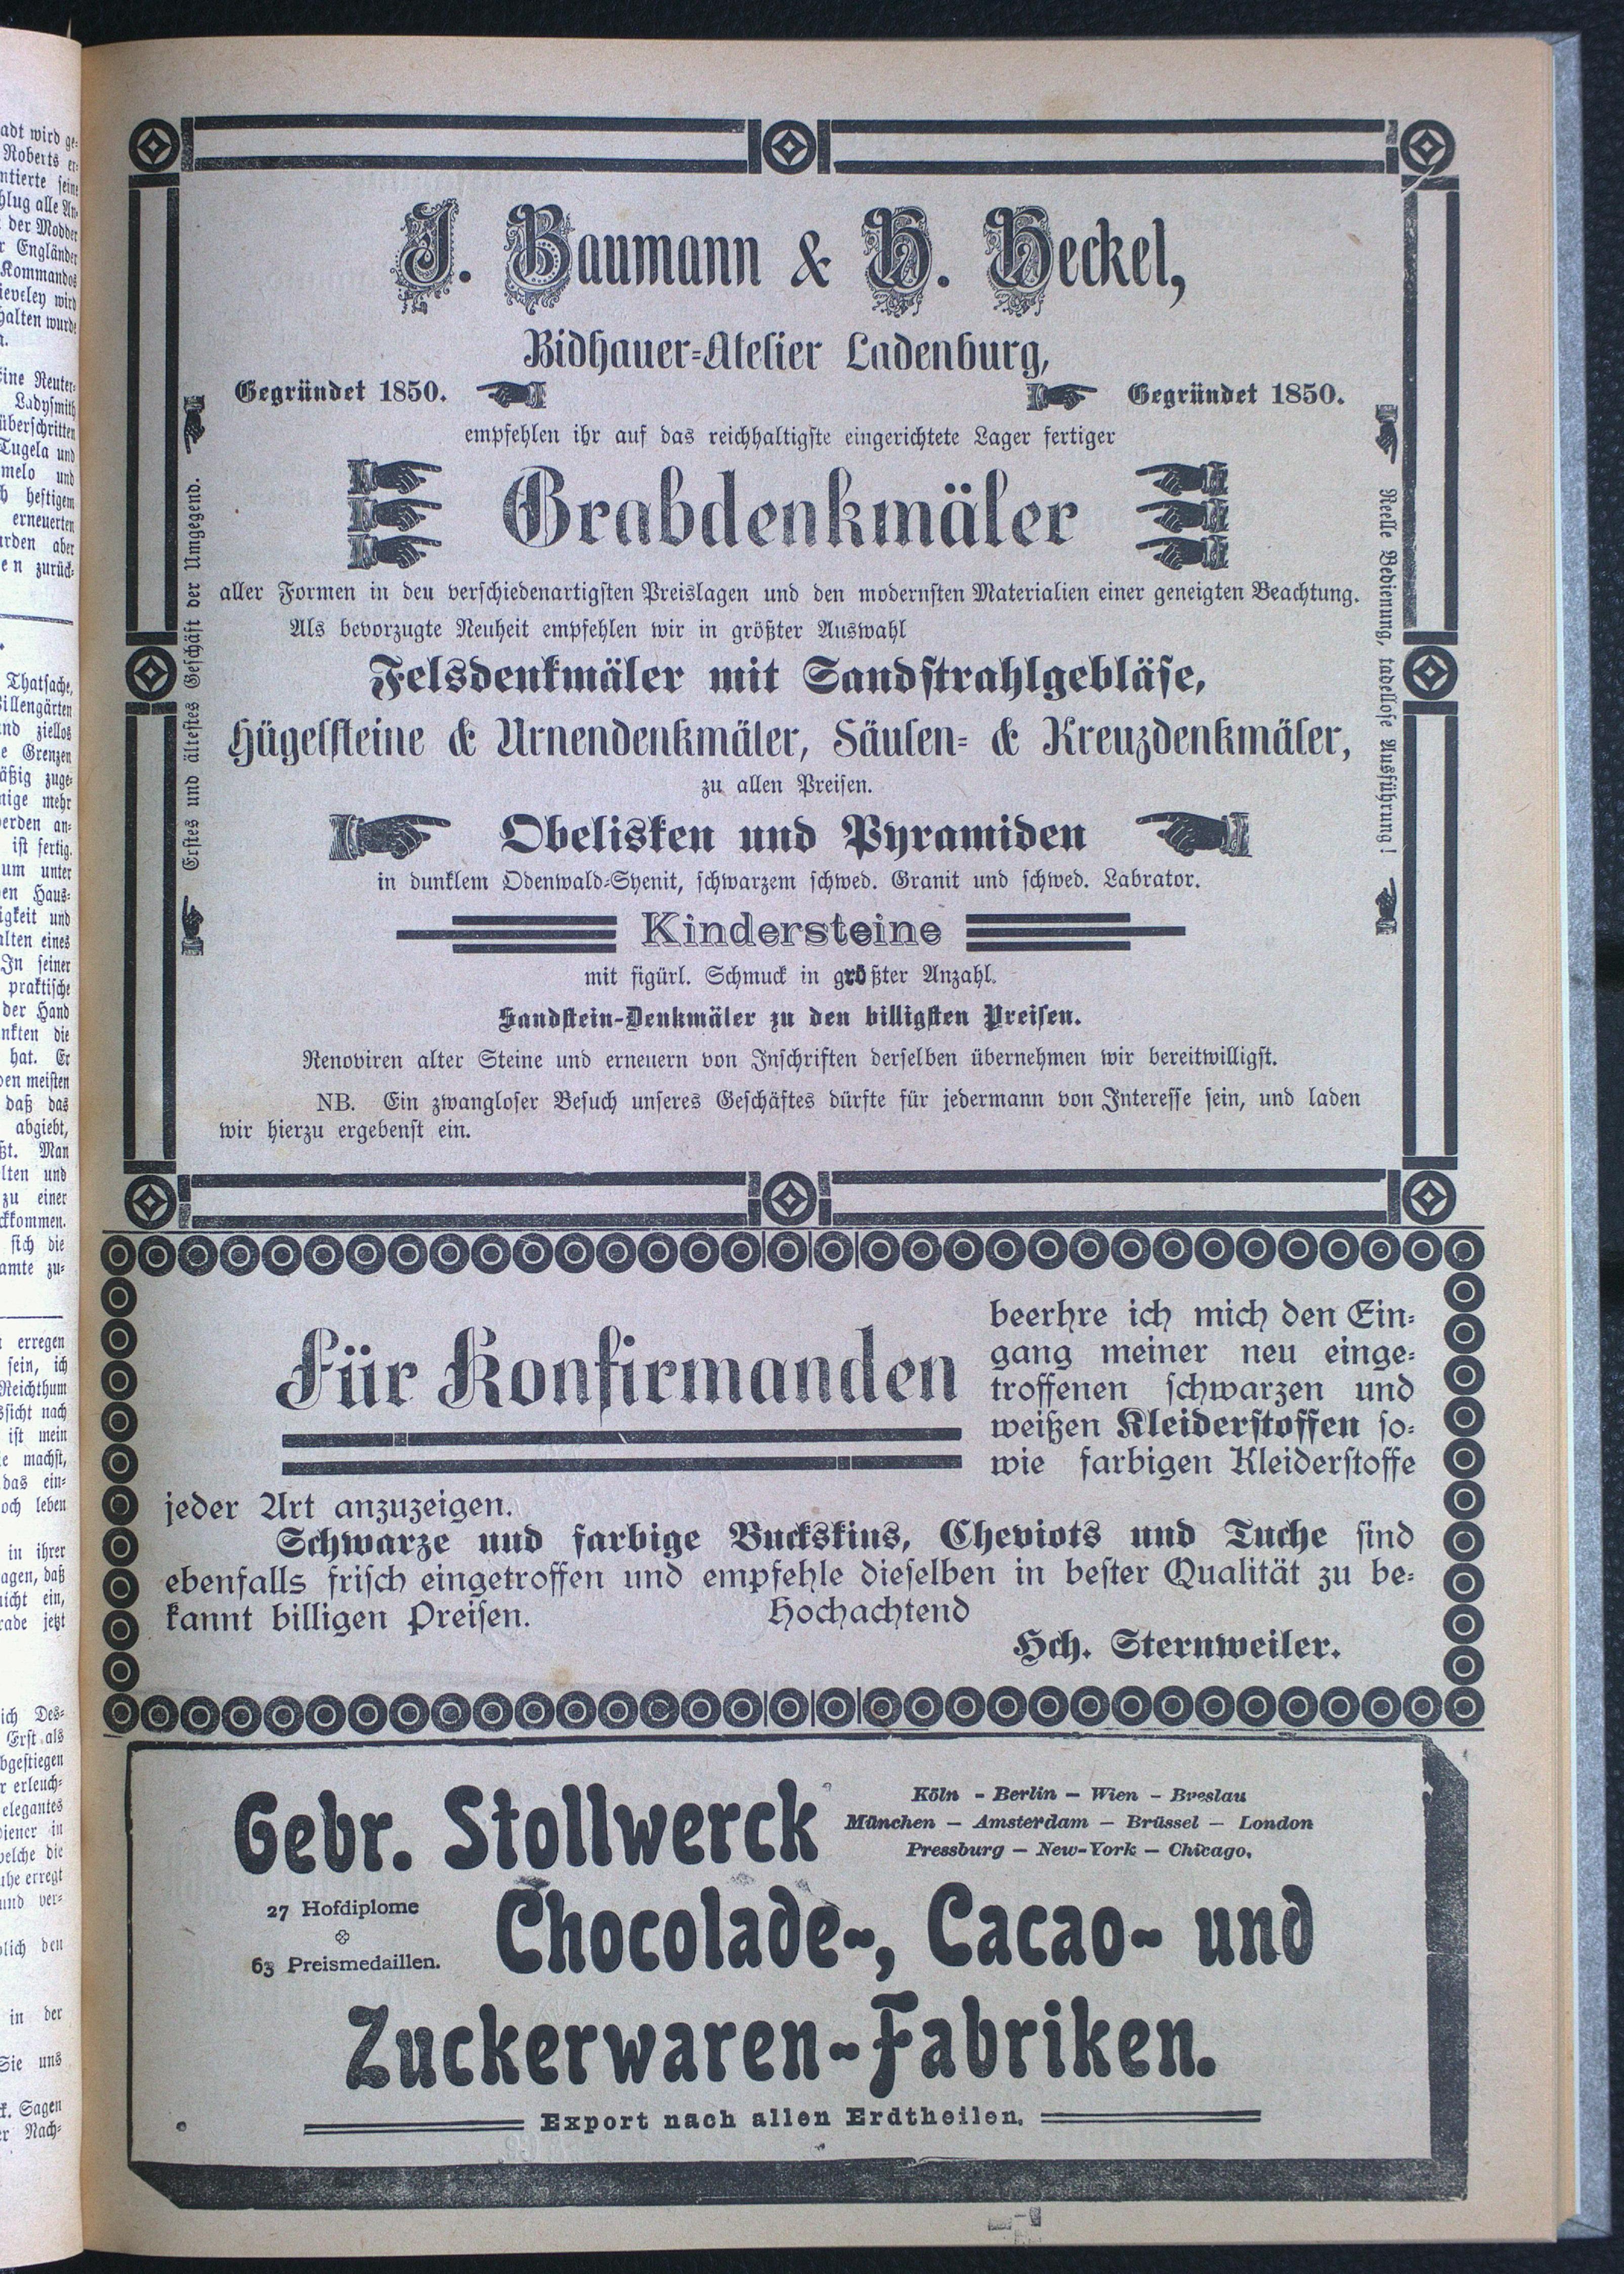 J. Baumann & H. Heckel,
Bidhauer-Atelier Ladenburg,
Gegründet 1850. Gegründet 1850.
empfehlen ihr auf das reichhaltigste eingerichtete Lager fertiger
Grabdenkmäler
aller Formen in den verschiedenartigsten Preislagen und den modernsten Materialien einer geneigten Beachtung.
Als bevorzugte Neuheit empfehlen wir in größter Auswahl
Felsdenkmäler mit Sandstrahlgebläse,
Hügelsteine & Urnendenkmäler, Säulen- & Kreuzdenkmäler,
zu allen Preisen.
Obelisken und Pyramiden
in dunklem Odenwald-Syenit, schwarzem schwed. Granit und schwed. Labrator.
Kindersteine
mit figürl. Schmuck in größter Anzahl.
Sandstein-Denkmäler zu den billigsten Preisen.
Renoviren alter Steine und erneuern von Inschriften derselben übernehmen wir bereitwilligst.
NB. Ein zwangloser Besuch unseres Geschäftes dürfte für jedermann von Interesse sein, und laden
wir hierzu ergebenst ein.
Erstes und ältestes Geschäft der Umgegend.
Reelle Bedienung, tadellose Ausführung!
Für Konfirmanden
beerhre ich mich den Ein-
gang meiner neu einge-
troffenen schwarzen und
weißen Kleiderstoffen so-
wie farbigen Kleiderstoffe
jeder Art anzuzeigen.
Schwarze und farbige Buckskins, Cheviots und Tuche sind
ebenfalls frisch eingetroffen und empfehle dieselben in bester Qualität zu be-
kannt billigen Preisen. Hochachtend
Hch. Sternweiler.
Gebr. Stollwerck
Köln - Berlin – Wien - Breslau
München – Amsterdam – Brüssel – London
Pressburg – New-York – Chicago,
27 Hofdiplome
63 Preismedaillen.
Chocolade-, Cacao- und
Zuckerwaren-Fabriken.
Export nach allen Erdtheilen.